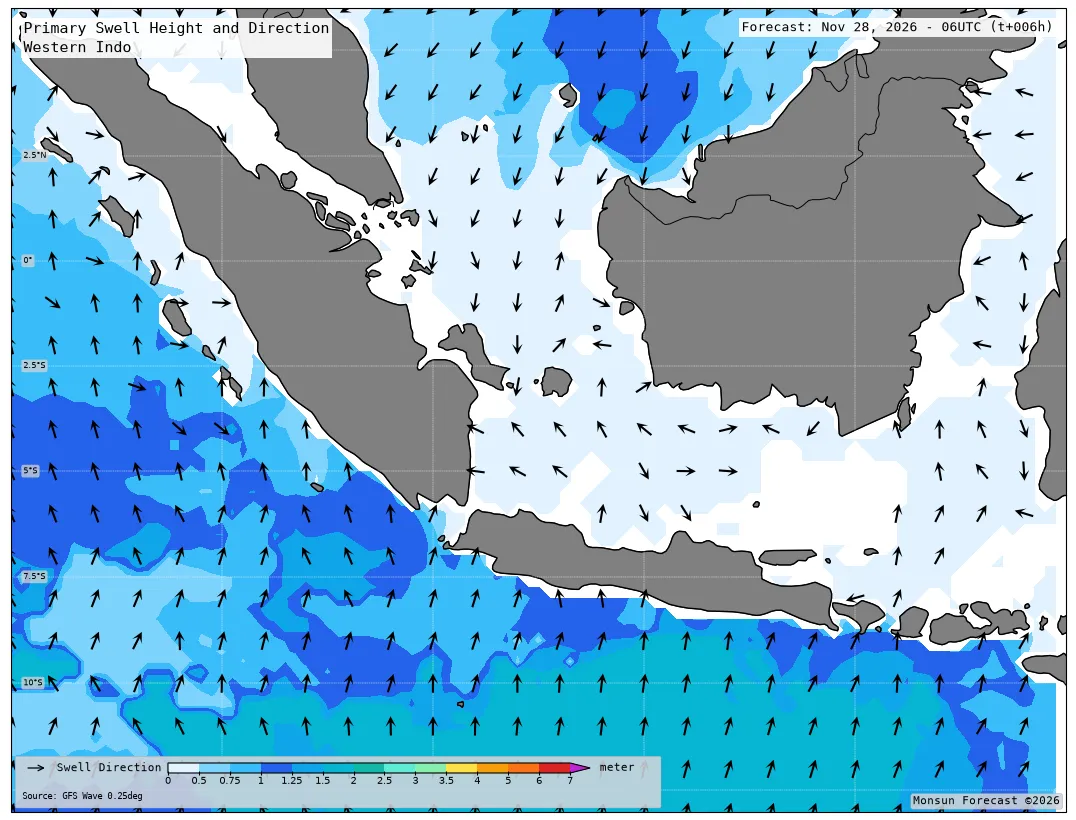 Primary Swell Height and Direction
Western Indo
Forecast: Nov 28, 2026 - 06UTC (t+006h)
2.5°N
0°
2.5°S
5°S
7.5°S
10°S
Swell Direction
meter
0 0.5 0.75 1 1.25 1.5 2 2.5 3 3.5 4 5 6 7
Source: GFS Wave 0.25deg
Monsun Forecast ©2026